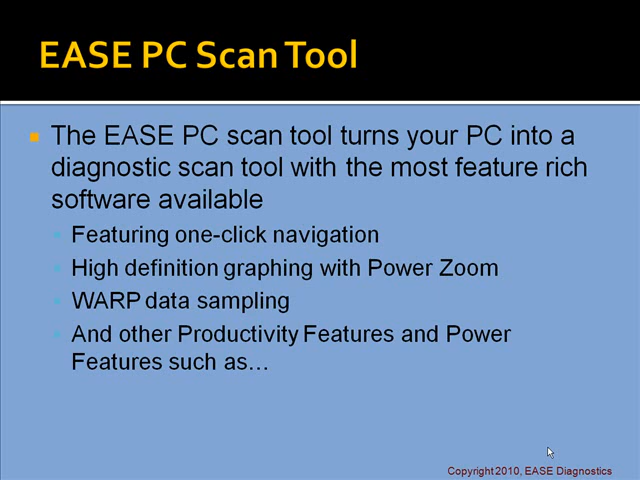 EASE PC Scan Tool
The EASE PC scan tool turns your PC into a
diagnostic scan tool with the most feature rich
software available
Featuring one-click navigation
High definition graphing with Power Zoom
WARP data sampling
And other Productivity Features and Power
Features such as…
Copyright 2010, EASE Diagnostics